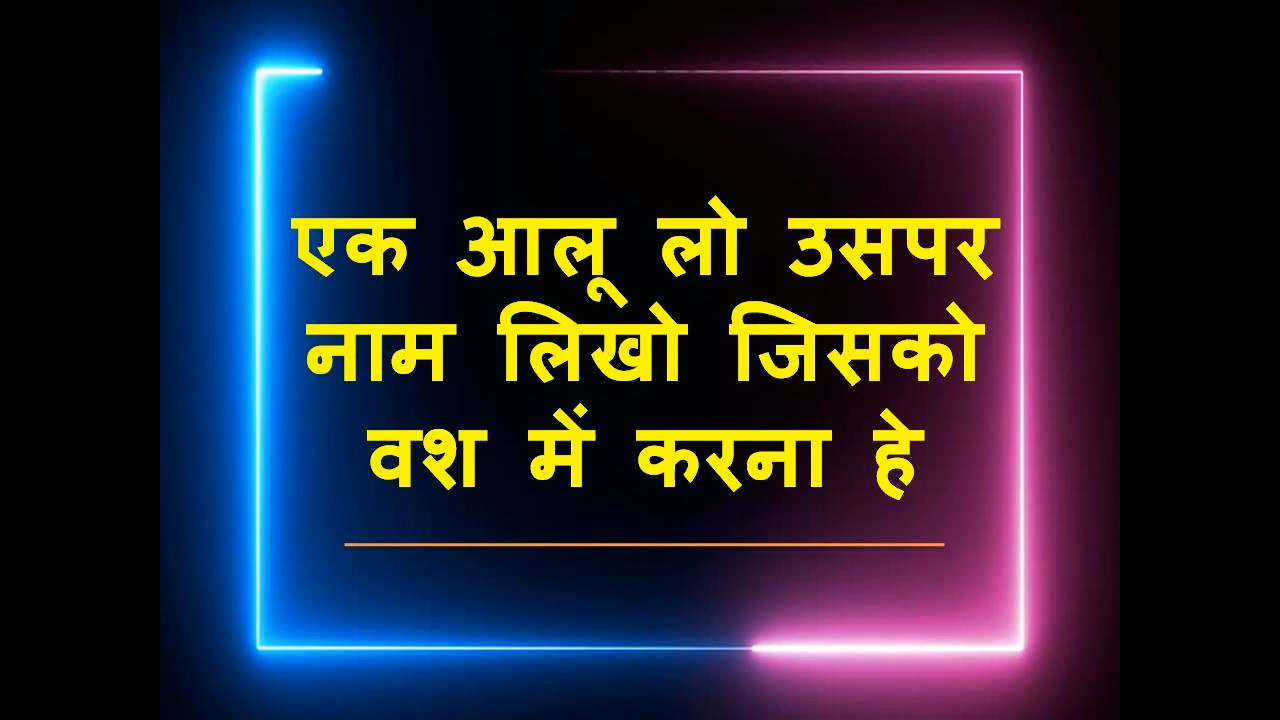 एक आलू लो उसपर
नाम लिखो जिसको
वश में करना हे